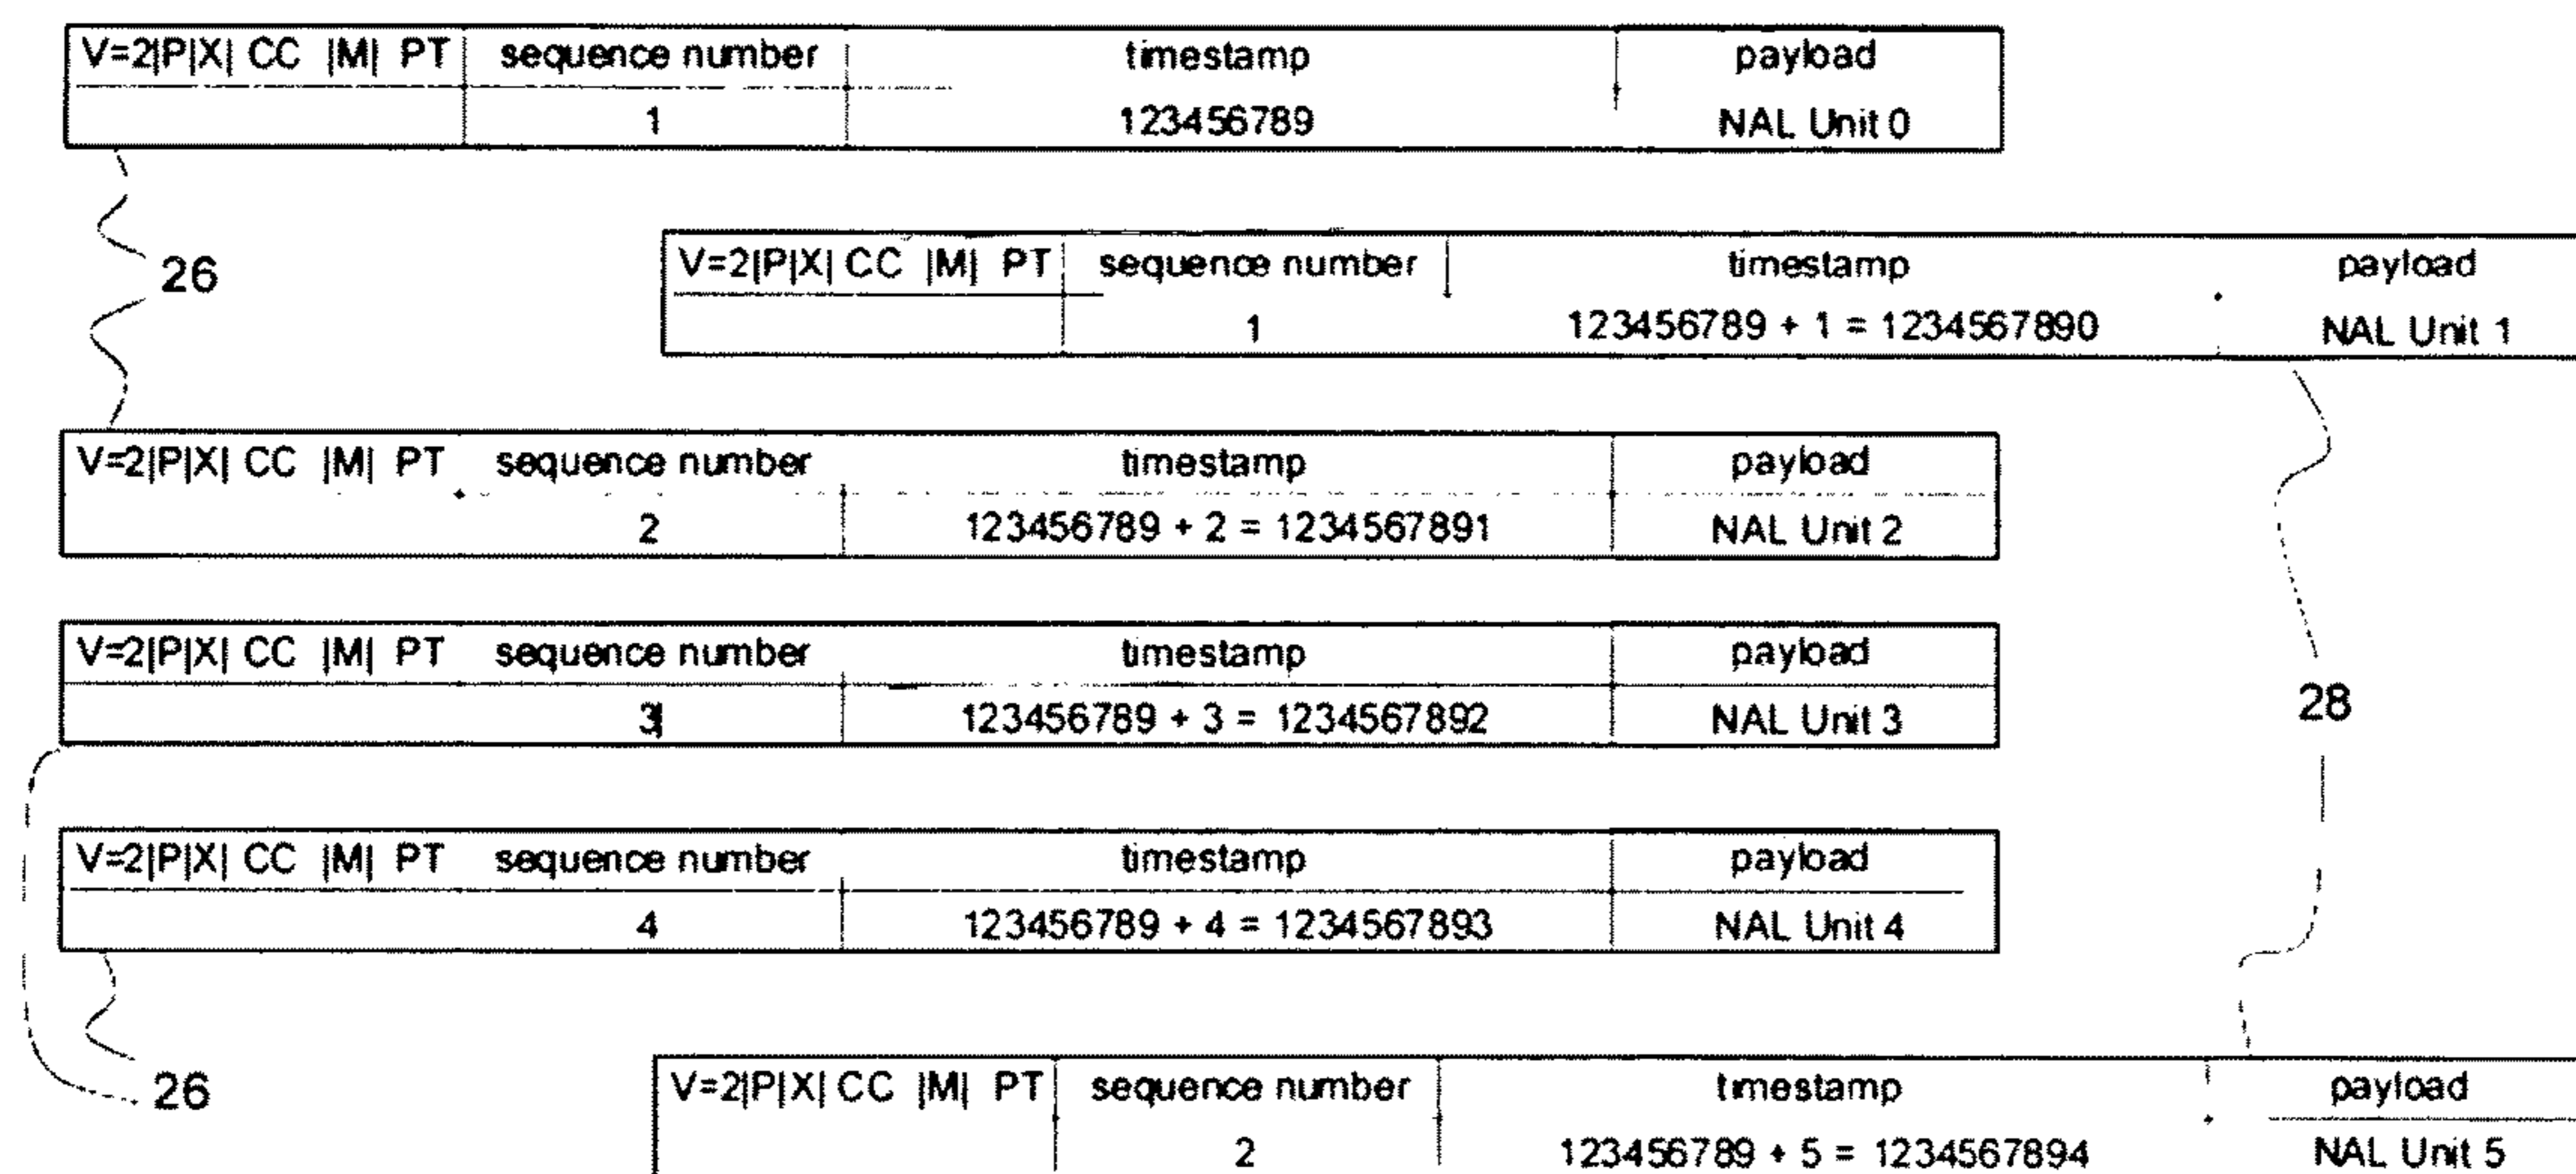 V=2|P|X| CC |M| PT sequence number timestamp payload
1 123456789 NAL Unit 0
26
V=2|P|X| CC |M| PT sequence number timestamp payload
1 123456789 + 1 = 1234567890 NAL Unit 1
V=2|P|X| CC |M| PT sequence number timestamp payload
2 123456789 + 2 = 1234567891 NAL Unit 2
V=2|P|X| CC |M| PT sequence number timestamp payload
3 123456789 + 3 = 1234567892 NAL Unit 3
28
V=2|P|X| CC |M| PT sequence number timestamp payload
4 123456789 + 4 = 1234567893 NAL Unit 4
26
V=2|P|X| CC |M| PT sequence number timestamp payload
2 123456789 + 5 = 1234567894 NAL Unit 5